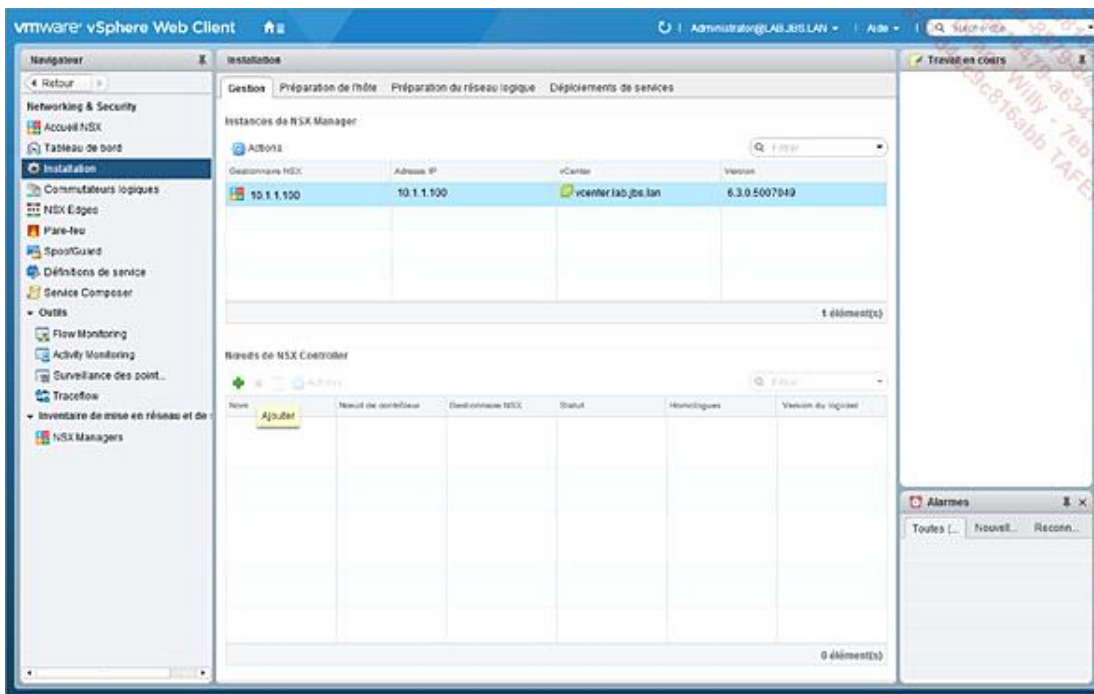 vmware® vSphere Web Client
Administrator@LAB.JBS.LAN
Aide
Navigateur
Retour
Networking & Security
Accueil NSX
Tableau de bord
Installation
Commutateurs logiques
NSX Edges
Pare-feu
SpoofGuard
Définitions de service
Service Composer
Outils
Flow Monitoring
Activity Monitoring
Surveillance des point...
Traceflow
Inventaire de mise en réseau et de
NSX Managers
Installation
Gestion Préparation de l'hôte Préparation du réseau logique Déploiements de services
Instances de NSX Manager
Actions
Filtrer
Gestionnaire NSX Adresse IP vCenter Version
10.1.1.100 10.1.1.100 vcenter.lab.jbs.lan 6.3.0.5007049
1 élément(s)
Nœuds de NSX Controller
Actions
Filtrer
Nom Nœud de contrôleur Gestionnaire NSX Statut Homologues Version du logiciel
Ajouter
0 élément(s)
Travail en cours
Alarmes
Toutes (... Nouvell... Reconn...